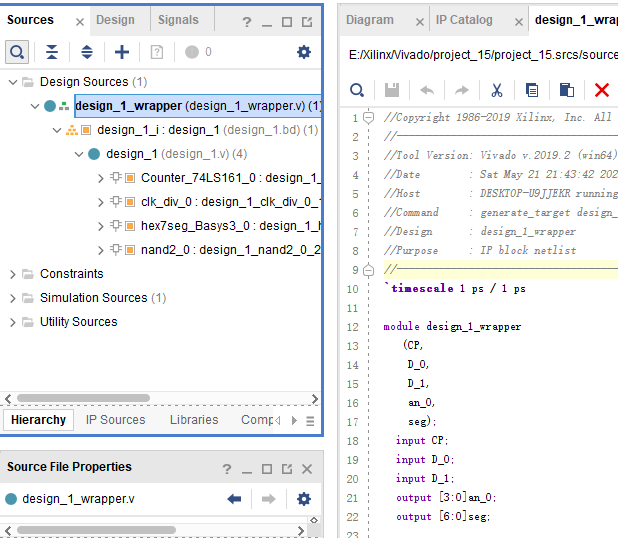 Sources
Design
Signals
0
Design Sources (1)
design_1_wrapper (design_1_wrapper.v) (1)
design_1_i : design_1 (design_1.bd) (1)
design_1 (design_1.v) (4)
Counter_74LS161_0 : design_1_
clk_div_0 : design_1_clk_div_0_
hex7seg_Basys3_0 : design_1_h
nand2_0 : design_1_nand2_0_2
Constraints
Simulation Sources (1)
Utility Sources
Hierarchy
IP Sources
Libraries
Comp
Source File Properties
design_1_wrapper.v
Diagram
IP Catalog
design_1_wrap
E:/Xilinx/Vivado/project_15/project_15.srcs/source
1 //Copyright 1986-2019 Xilinx, Inc. All
2 //
3 //Tool Version: Vivado v.2019.2 (win64)
4 //Date : Sat May 21 21:43:42 202
5 //Host : DESKTOP-U9JJEKR running
6 //Command : generate_target design_
7 //Design : design_1_wrapper
8 //Purpose : IP block netlist
9 //
10 `timescale 1 ps / 1 ps
11
12 module design_1_wrapper
13 (CP,
14 D_0,
15 D_1,
16 an_0,
17 seg);
18 input CP;
19 input D_0;
20 input D_1;
21 output [3:0]an_0;
22 output [6:0]seg;
23